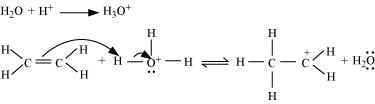 H₂O + H⁺ ⟶ H₃O⁺
H H H H
C=C + H—O⁺—H ⇌ H—C—C⁺ H + H₂O
H H H H